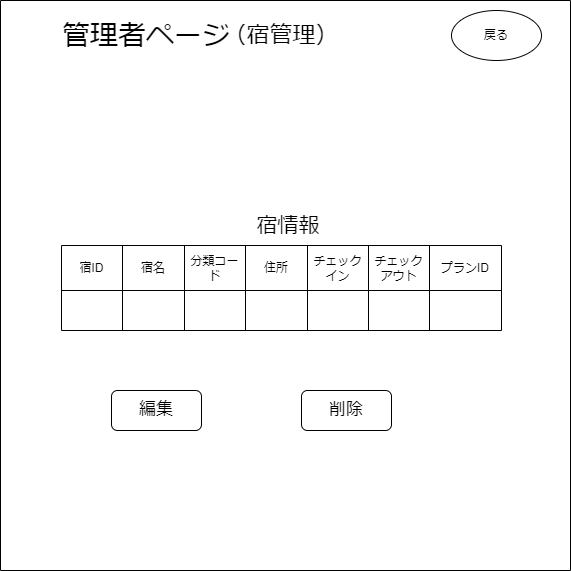 管理者ページ（宿管理）
戻る
宿情報
宿ID
宿名
分類コー
ド
住所
チェック
イン
チェック
アウト
プランID
編集
削除